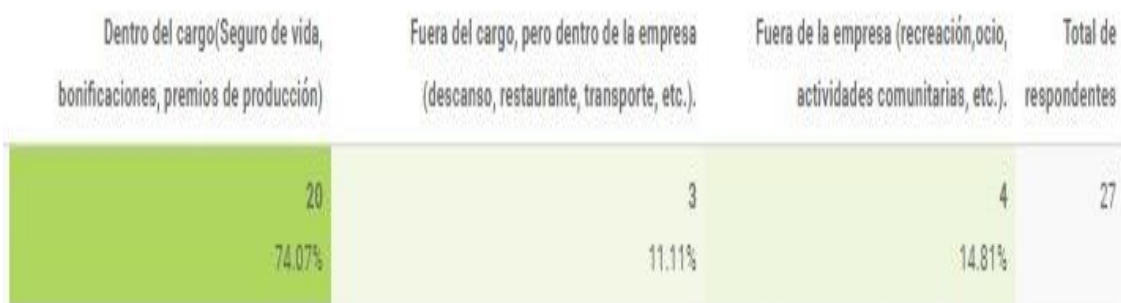 Dentro del cargo(Seguro de vida,
bonificaciones, premios de producción)
Fuera del cargo, pero dentro de la empresa
(descanso, restaurante, transporte, etc.).
Fuera de la empresa (recreación,ocio,
actividades comunitarias, etc.).
Total de
respondentes
20
74.07%
3
11.11%
4
14.81%
27